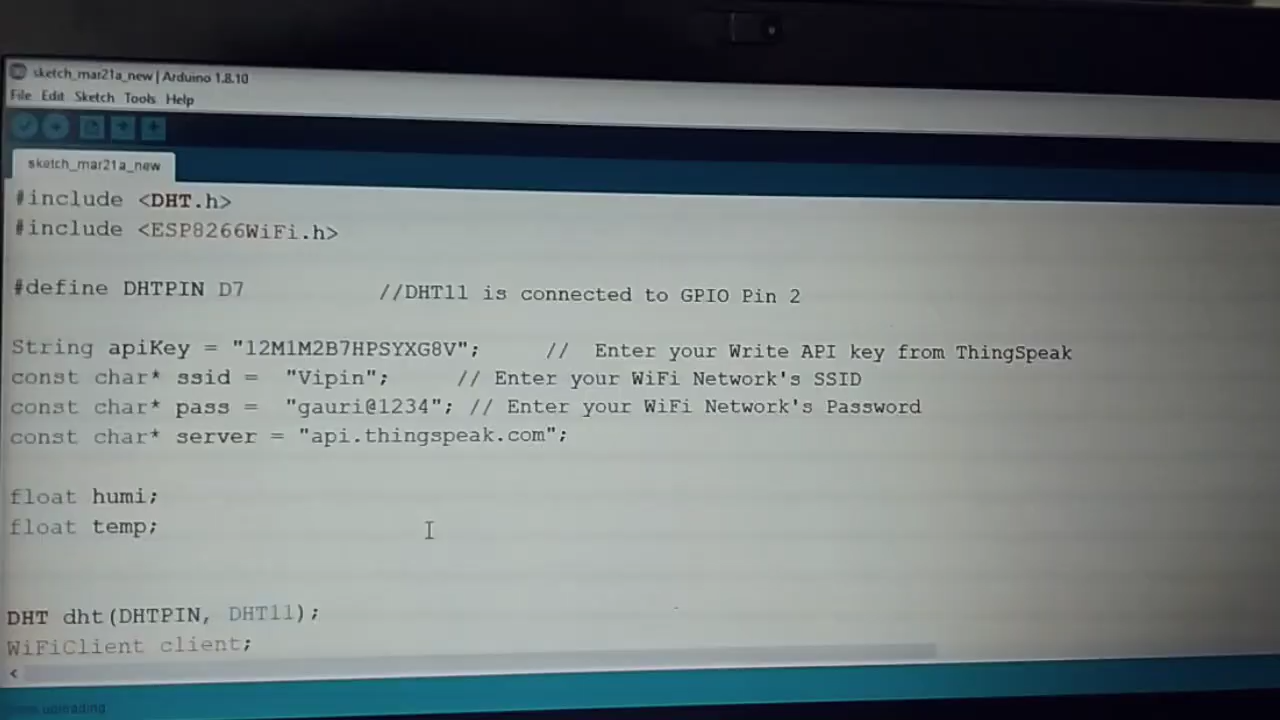 sketch_mar21a_new | Arduino 1.8.10
File Edit Sketch Tools Help
sketch_mar21a_new
#include <DHT.h>
#include <ESP8266WiFi.h>
#define DHTPIN D7 //DHT11 is connected to GPIO Pin 2
String apiKey = "12M1M2B7HPSYXG8V"; // Enter your Write API key from ThingSpeak
const char* ssid = "Vipin"; // Enter your WiFi Network's SSID
const char* pass = "gauri@1234"; // Enter your WiFi Network's Password
const char* server = "api.thingspeak.com";
float humi;
float temp;
DHT dht(DHTPIN, DHT11);
WiFiClient client;
uploading.